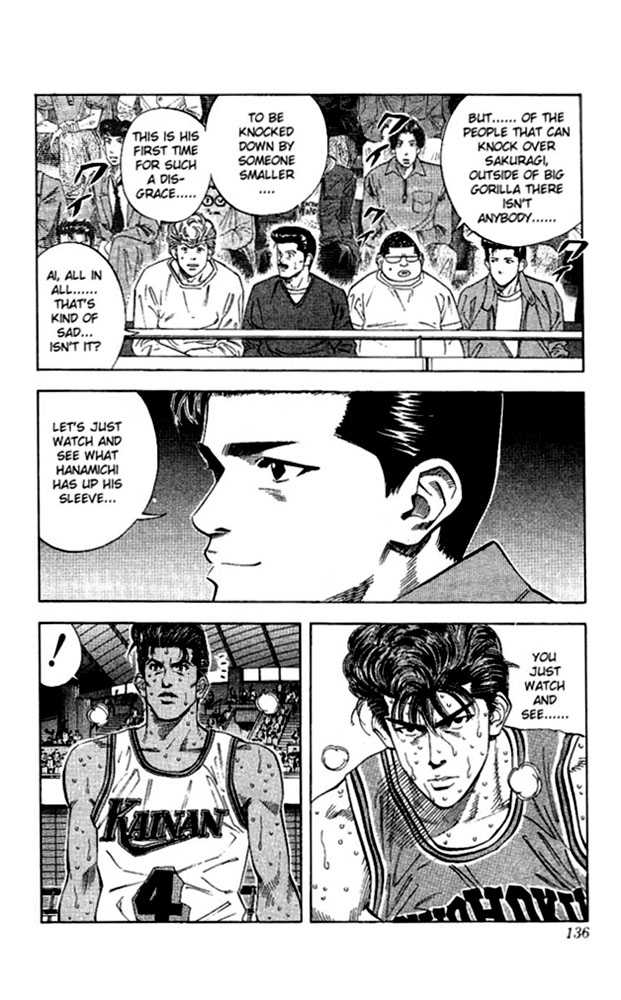 BUT...... OF THE
PEOPLE THAT CAN
KNOCK OVER
SAKURAGI,
OUTSIDE OF BIG
GORILLA THERE
ISN'T
ANYBODY......
TO BE
KNOCKED
DOWN BY
SOMEONE
SMALLER
....
THIS IS HIS
FIRST TIME
FOR SUCH
A DIS-
GRACE.....
AI, ALL IN
ALL......
THAT'S
KIND OF
SAD...
ISN'T IT?
LET'S JUST
WATCH AND
SEE WHAT
HANAMICHI
HAS UP HIS
SLEEVE...
YOU
JUST
WATCH
AND
SEE......
!
KAINAN
4
136